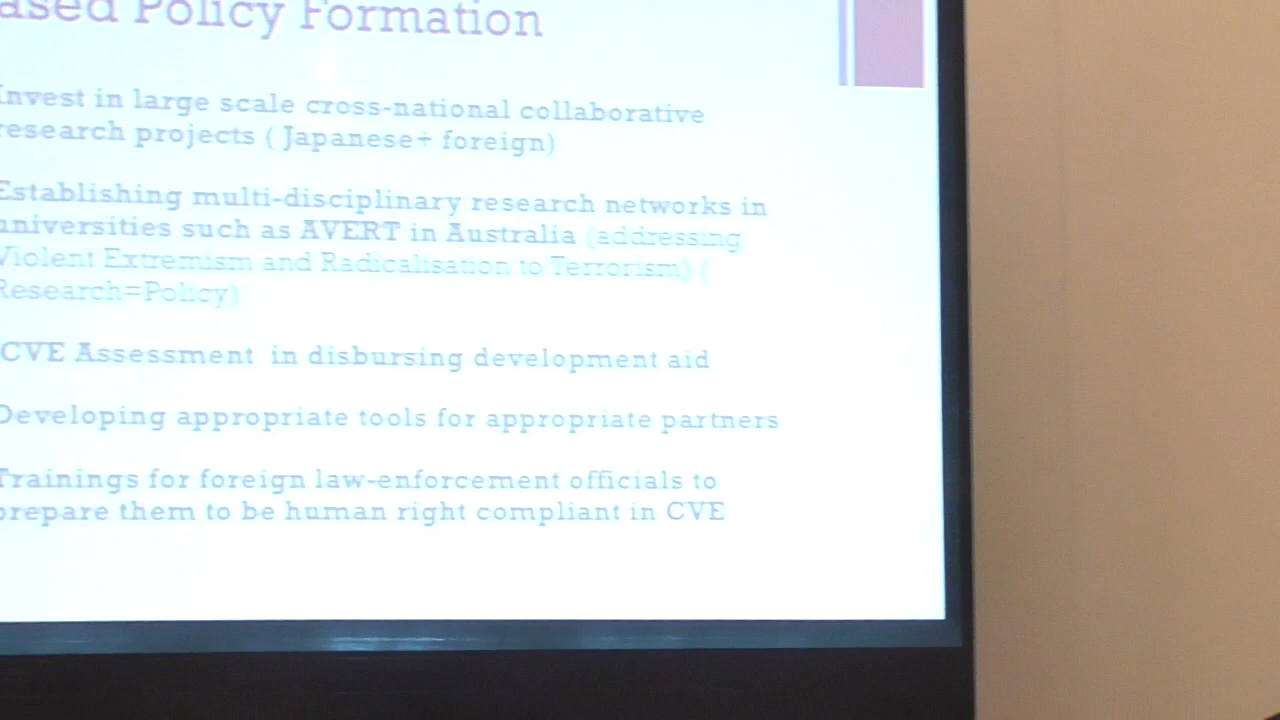 ased Policy Formation
Invest in large scale cross-national collaborative
research projects ( Japanese+ foreign)
Establishing multi-disciplinary research networks in
universities such as AVERT in Australia (addressing
Violent Extremism and Radicalisation to Terrorism) (
Research=Policy)
CVE Assessment in disbursing development aid
Developing appropriate tools for appropriate partners
Trainings for foreign law-enforcement officials to
prepare them to be human right compliant in CVE